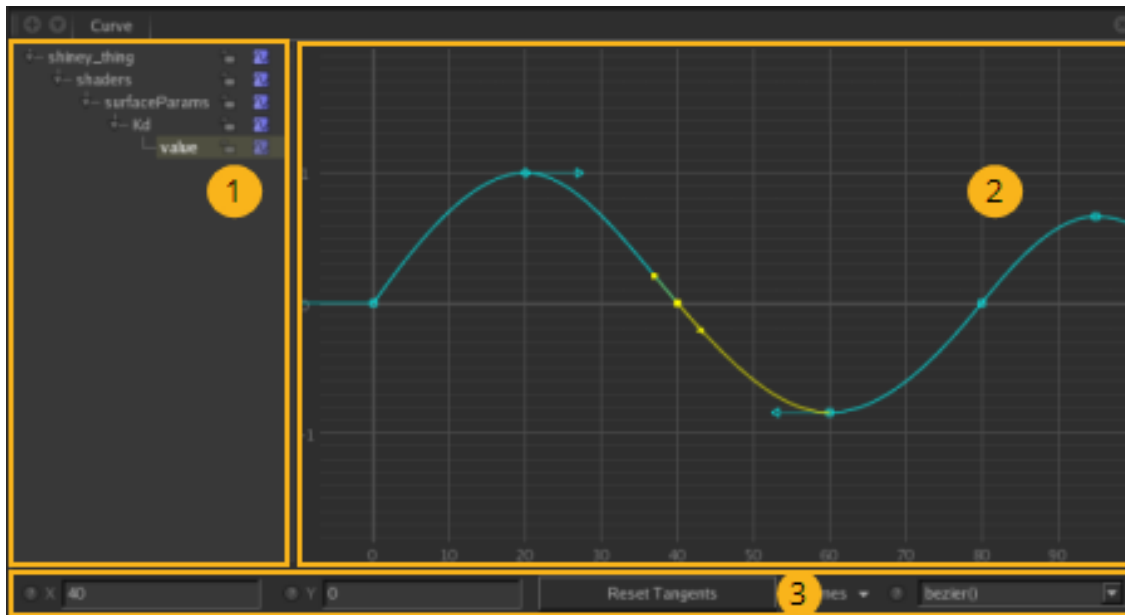 Curve
shiney_thing
shaders
surfaceParams
Kd
value
1
2
1
0
-1
0 10 20 30 40 50 60 70 80 90
X 40 Y 0 Reset Tangents 3 mes bezier()